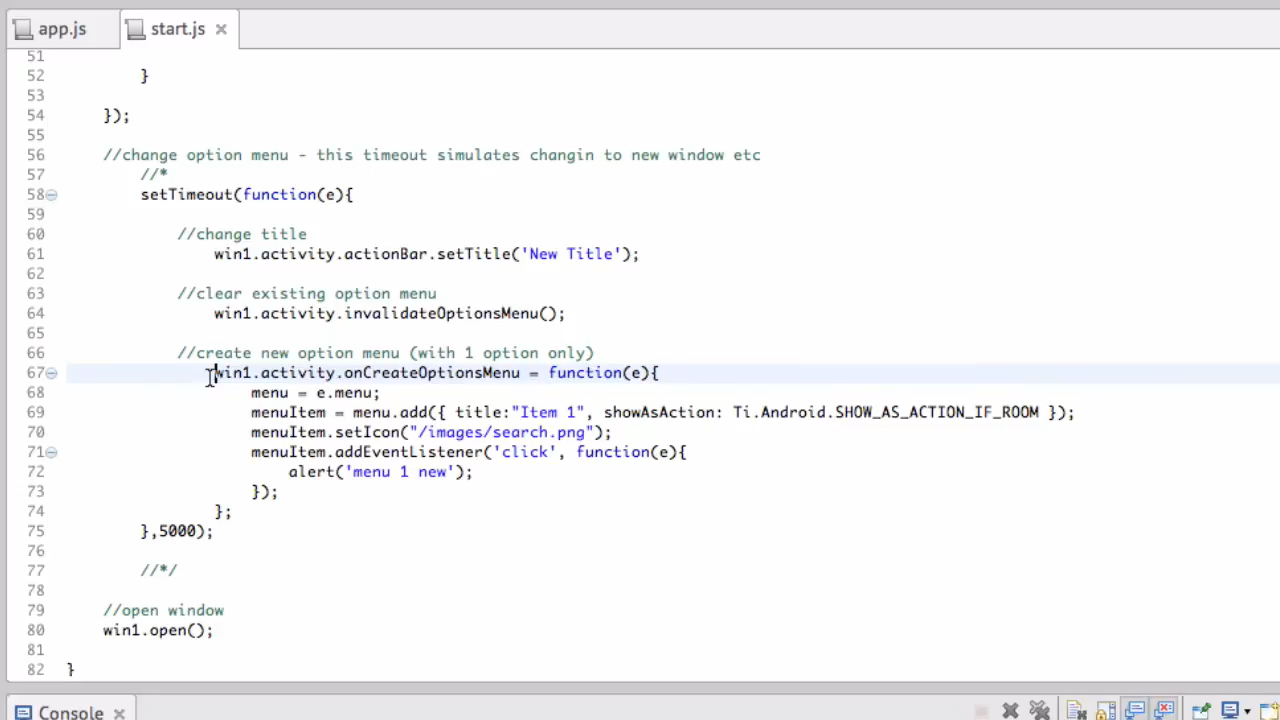 app.js
start.js
51
52 }
53
54 });
55
56 //change option menu - this timeout simulates changin to new window etc
57 //*
58 setTimeout(function(e){
59
60 //change title
61 win1.activity.actionBar.setTitle('New Title');
62
63 //clear existing option menu
64 win1.activity.invalidateOptionsMenu();
65
66 //create new option menu (with 1 option only)
67 win1.activity.onCreateOptionsMenu = function(e){
68 menu = e.menu;
69 menuItem = menu.add({ title:"Item 1", showAsAction: Ti.Android.SHOW_AS_ACTION_IF_ROOM });
70 menuItem.setIcon("/images/search.png");
71 menuItem.addEventListener('click', function(e){
72 alert('menu 1 new');
73 });
74 };
75 },5000);
76
77 //*/
78
79 //open window
80 win1.open();
81
82 }
Console